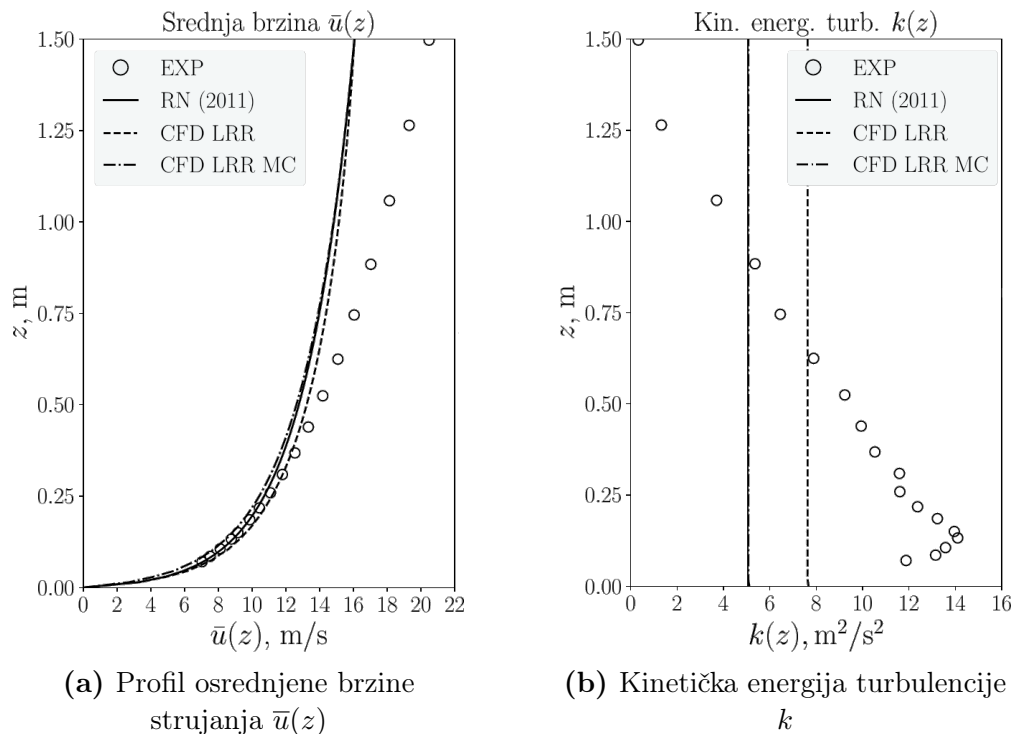 Srednja brzina ū(z)
1.50
1.25
1.00
0.75
0.50
0.25
0.00
z, m
EXP
RN (2011)
CFD LRR
CFD LRR MC
0 2 4 6 8 10 12 14 16 18 20 22
ū(z), m/s
(a) Profil osrednjene brzine
strujanja ū(z)
Kin. energ. turb. k(z)
1.50
1.25
1.00
0.75
0.50
0.25
0.00
z, m
EXP
RN (2011)
CFD LRR
CFD LRR MC
0 2 4 6 8 10 12 14 16
k(z), m²/s²
(b) Kinetička energija turbulencije
k